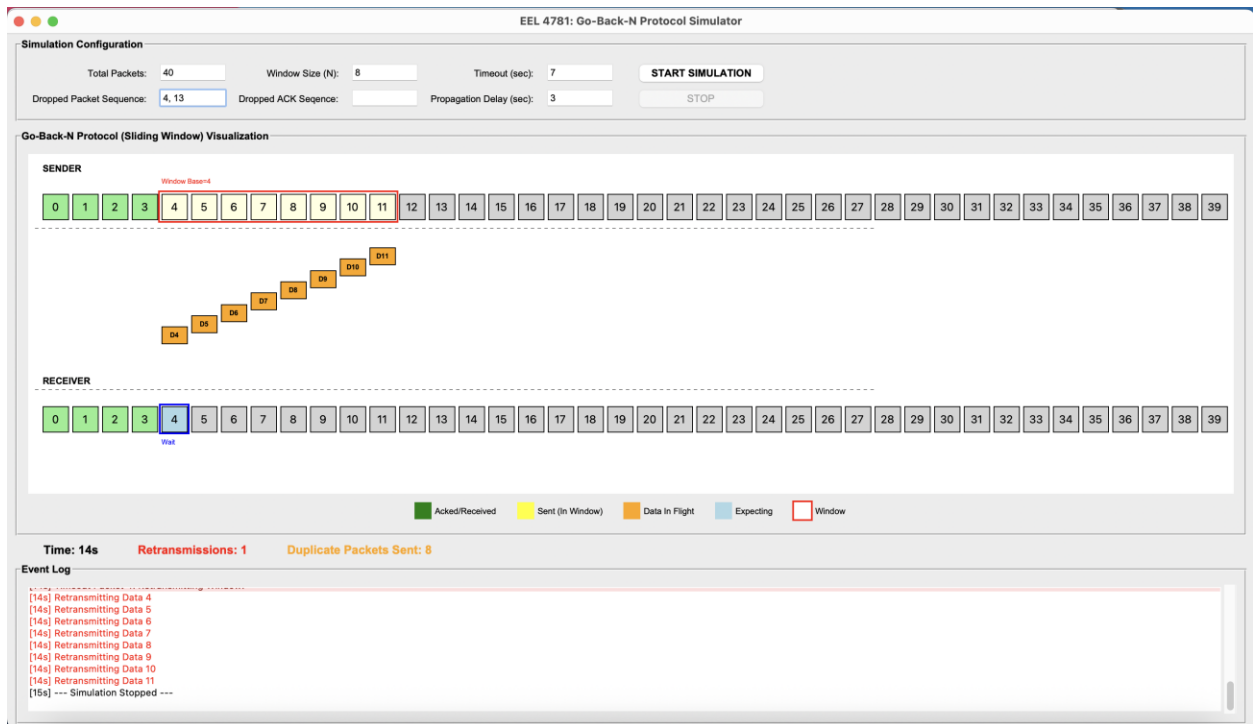 EEL 4781: Go-Back-N Protocol Simulator
Simulation Configuration
Total Packets: 40 Window Size (N): 8 Timeout (sec): 7 START SIMULATION
Dropped Packet Sequence: 4, 13 Dropped ACK Seqence: Propagation Delay (sec): 3 STOP
Go-Back-N Protocol (Sliding Window) Visualization
SENDER
Window Base=4
0 1 2 3 4 5 6 7 8 9 10 11 12 13 14 15 16 17 18 19 20 21 22 23 24 25 26 27 28 29 30 31 32 33 34 35 36 37 38 39
D11
D10
D9
D8
D7
D6
D5
D4
RECEIVER
0 1 2 3 4 5 6 7 8 9 10 11 12 13 14 15 16 17 18 19 20 21 22 23 24 25 26 27 28 29 30 31 32 33 34 35 36 37 38 39
Wait
Acked/Received Sent (In Window) Data In Flight Expecting Window
Time: 14s Retransmissions: 1 Duplicate Packets Sent: 8
Event Log
[14s] Retransmitting Data 4
[14s] Retransmitting Data 5
[14s] Retransmitting Data 6
[14s] Retransmitting Data 7
[14s] Retransmitting Data 8
[14s] Retransmitting Data 9
[14s] Retransmitting Data 10
[14s] Retransmitting Data 11
[15s] --- Simulation Stopped ---